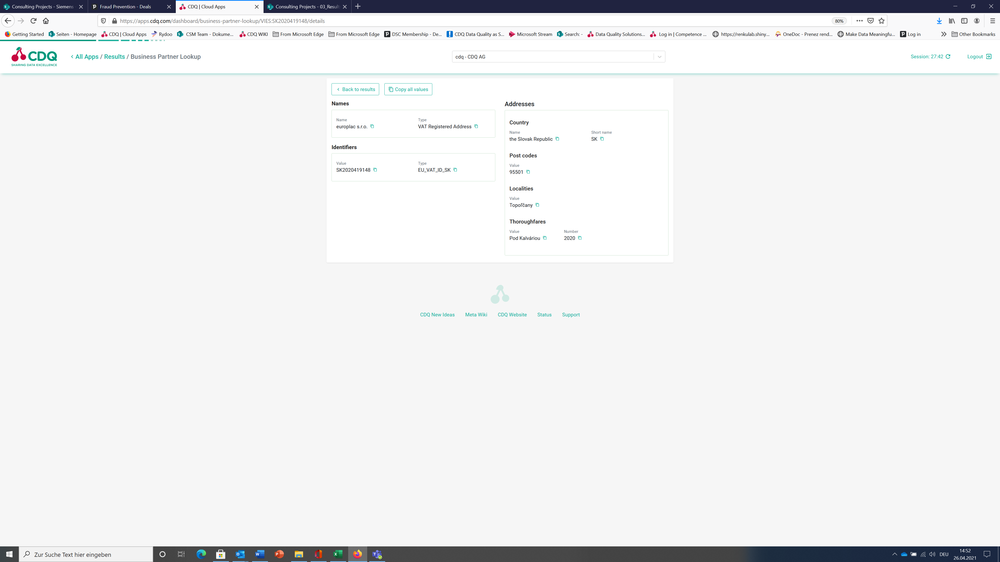 Consulting Projects - Siemens -
Fraud Prevention - Deals
CDQ | Cloud Apps
Consulting Projects - 03_Result
https://apps.cdq.com/dashboard/business-partner-lookup/VIES:SK2020419148/details
80%
Getting Started
Seiten - Homepage
CDQ | Cloud Apps
Rydoo
CSM Team - Dokume...
CDQ WIKI
From Microsoft Edge
From Microsoft Edge
DSC Membership - De...
CDQ Data Quality as S...
Microsoft Stream
Search: -
Data Quality Solutions...
Log in | Competence ...
https://renkulab.shiny...
OneDoc - Prenez rend...
Make Data Meaningfu...
Log in
Other Bookmarks
CDQ
SHARING DATA EXCELLENCE
‹ All Apps / Results / Business Partner Lookup
cdq - CDQ AG
Session: 27:42
Logout
Back to results
Copy all values
Names
Name
Type
europlac s.r.o.
VAT Registered Address
Identifiers
Value
Type
SK2020419148
EU_VAT_ID_SK
Addresses
Country
Name
Short name
the Slovak Republic
SK
Post codes
Value
95501
Localities
Value
Topoľčany
Thoroughfares
Value
Number
Pod Kalváriou
2020
CDQ New Ideas
Meta Wiki
CDQ Website
Status
Support
Zur Suche Text hier eingeben
DEU
14:52
26.04.2021